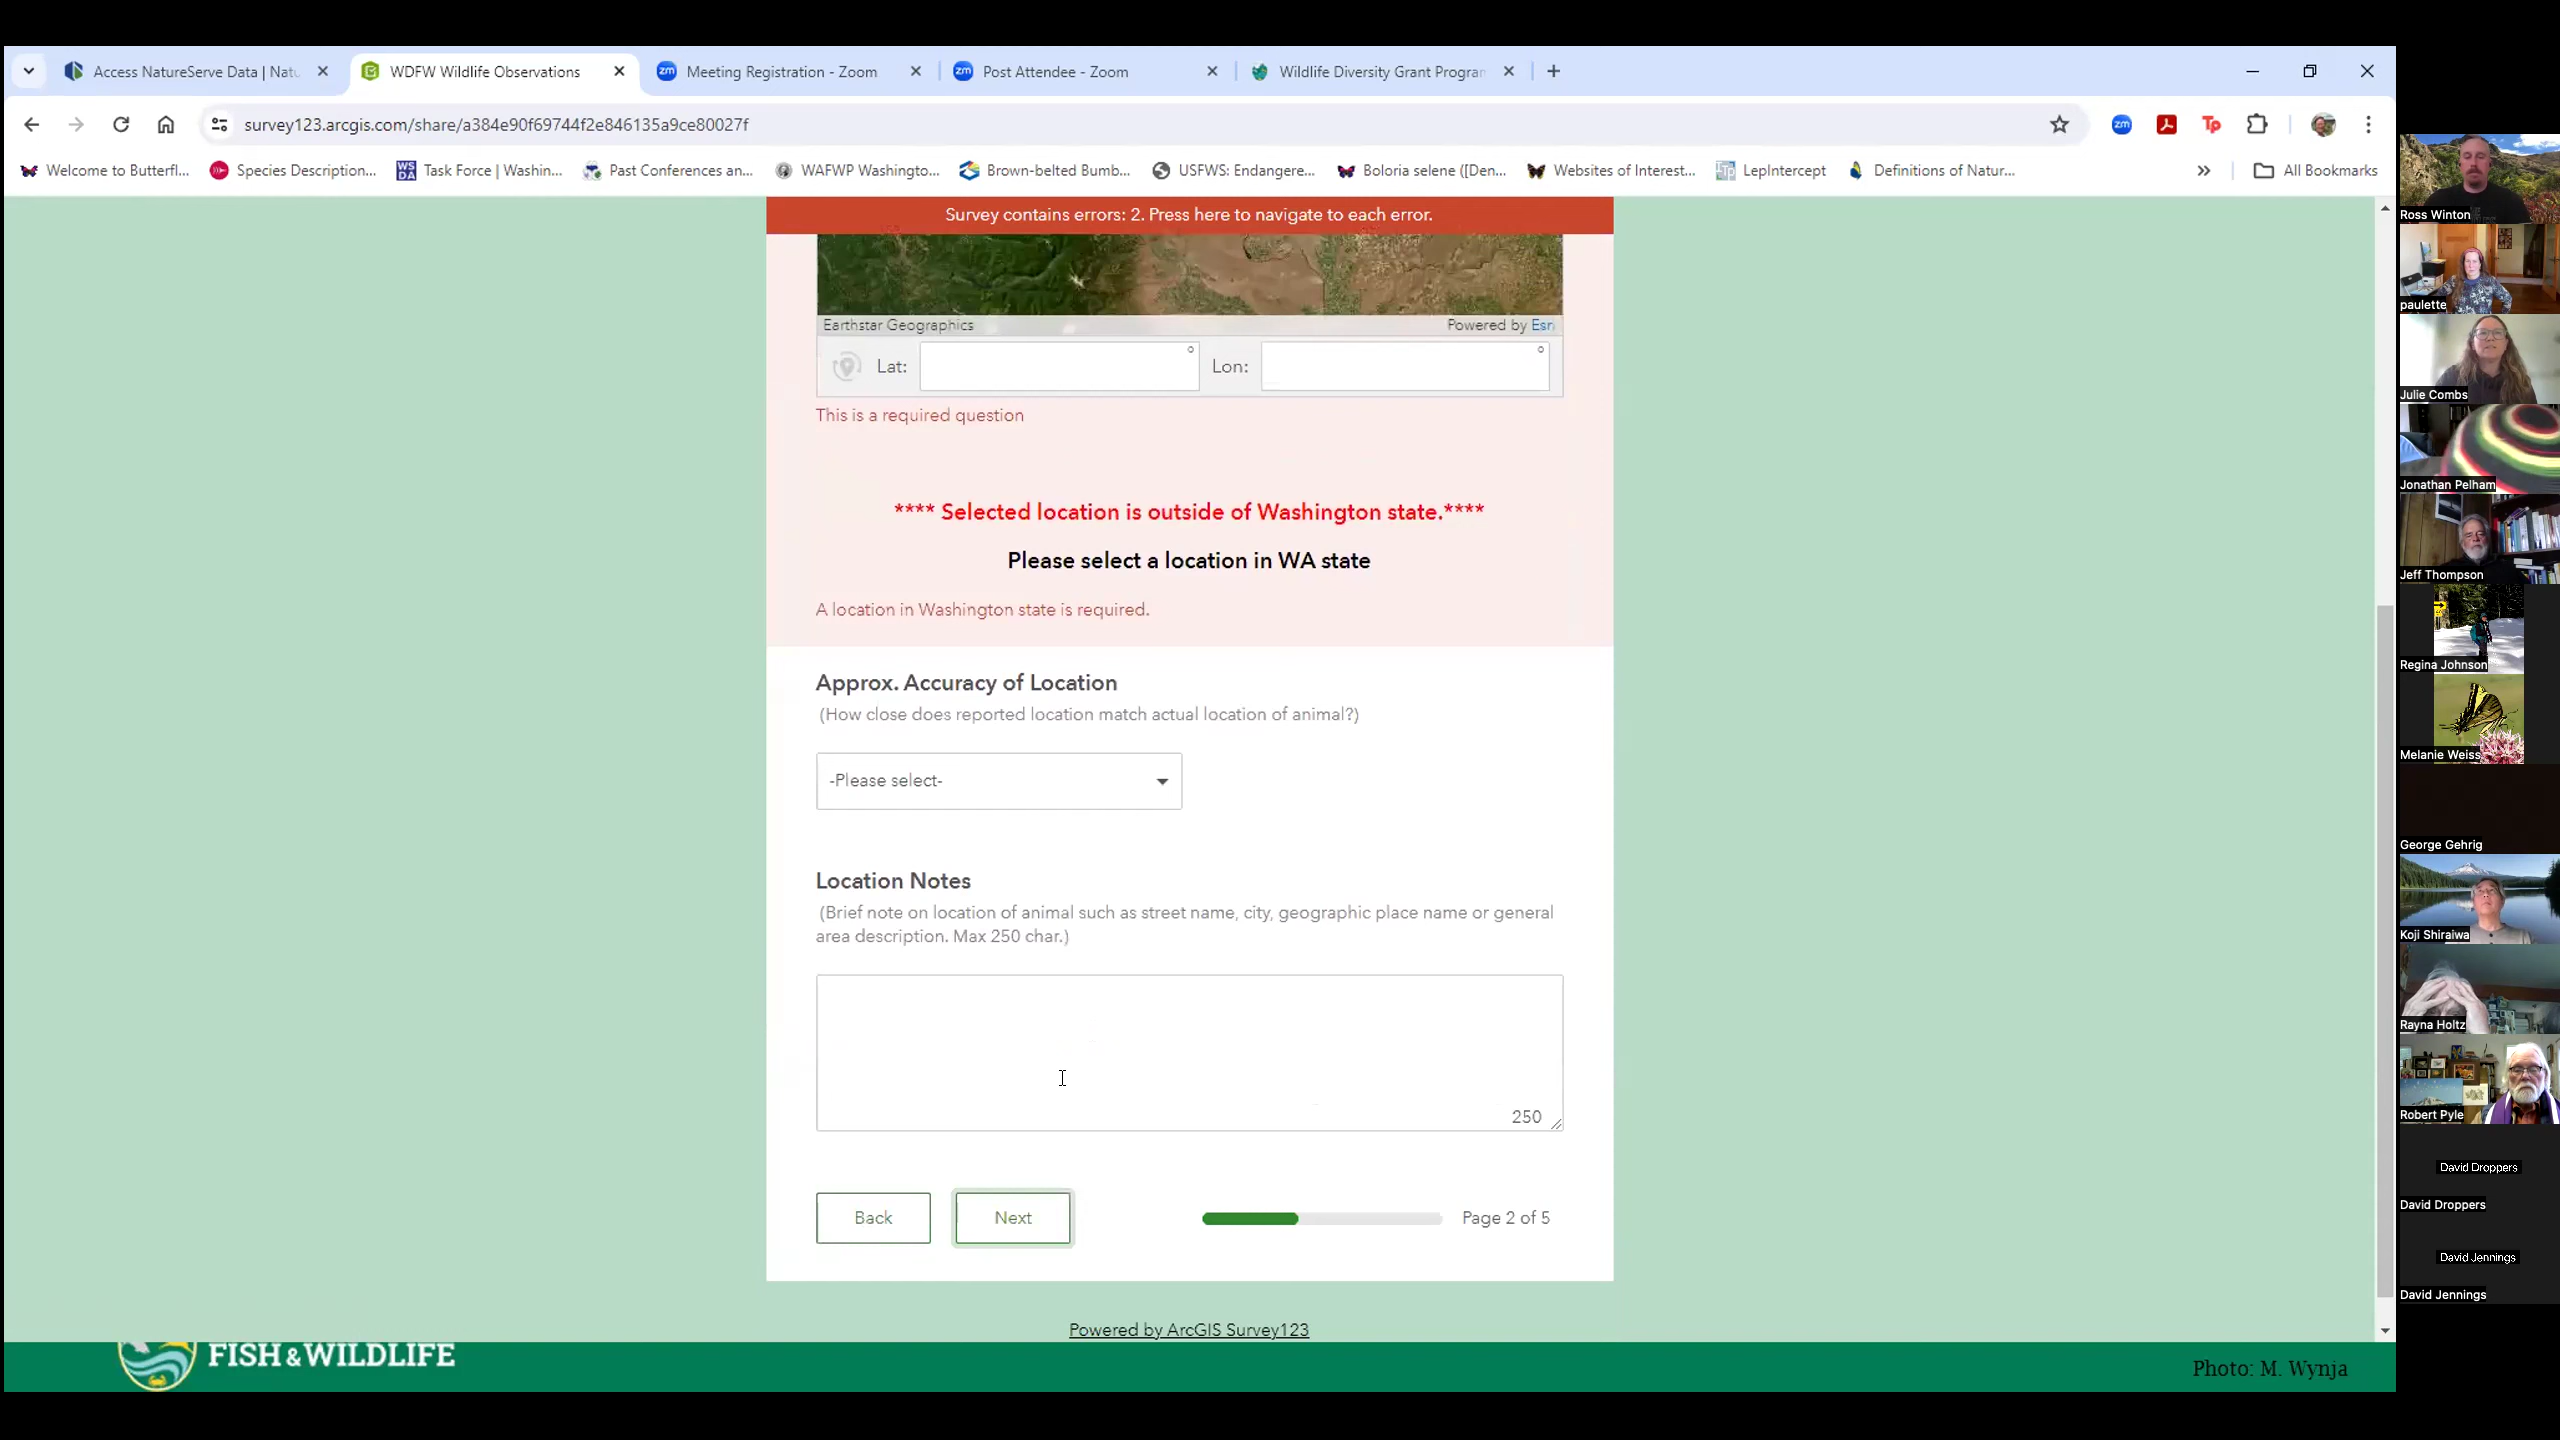 Access NatureServe Data | Natu
WDFW Wildlife Observations
Meeting Registration - Zoom
Post Attendee - Zoom
Wildlife Diversity Grant Program
survey123.arcgis.com/share/a384e90f69744f2e846135a9ce80027f
Welcome to Butterfl...
Species Description...
Task Force | Washin...
Past Conferences an...
WAFWP Washingto...
Brown-belted Bumb...
USFWS: Endangere...
Boloria selene ([Den...
Websites of Interest...
LepIntercept
Definitions of Natur...
All Bookmarks
Survey contains errors: 2. Press here to navigate to each error.
Earthstar Geographics
Powered by Esri
Lat:
Lon:
This is a required question
**** Selected location is outside of Washington state.****
Please select a location in WA state
A location in Washington state is required.
Approx. Accuracy of Location
(How close does reported location match actual location of animal?)
-Please select-
Location Notes
(Brief note on location of animal such as street name, city, geographic place name or general
area description. Max 250 char.)
250
Back
Next
Page 2 of 5
Powered by ArcGIS Survey123
FISH & WILDLIFE
Photo: M. Wynja
Ross Winton
paulette
Julie Combs
Jonathan Pelham
Jeff Thompson
Regina Johnson
Melanie Weiss
George Gehrig
Koji Shiraiwa
Rayna Holtz
Robert Pyle
David Droppers
David Droppers
David Jennings
David Jennings